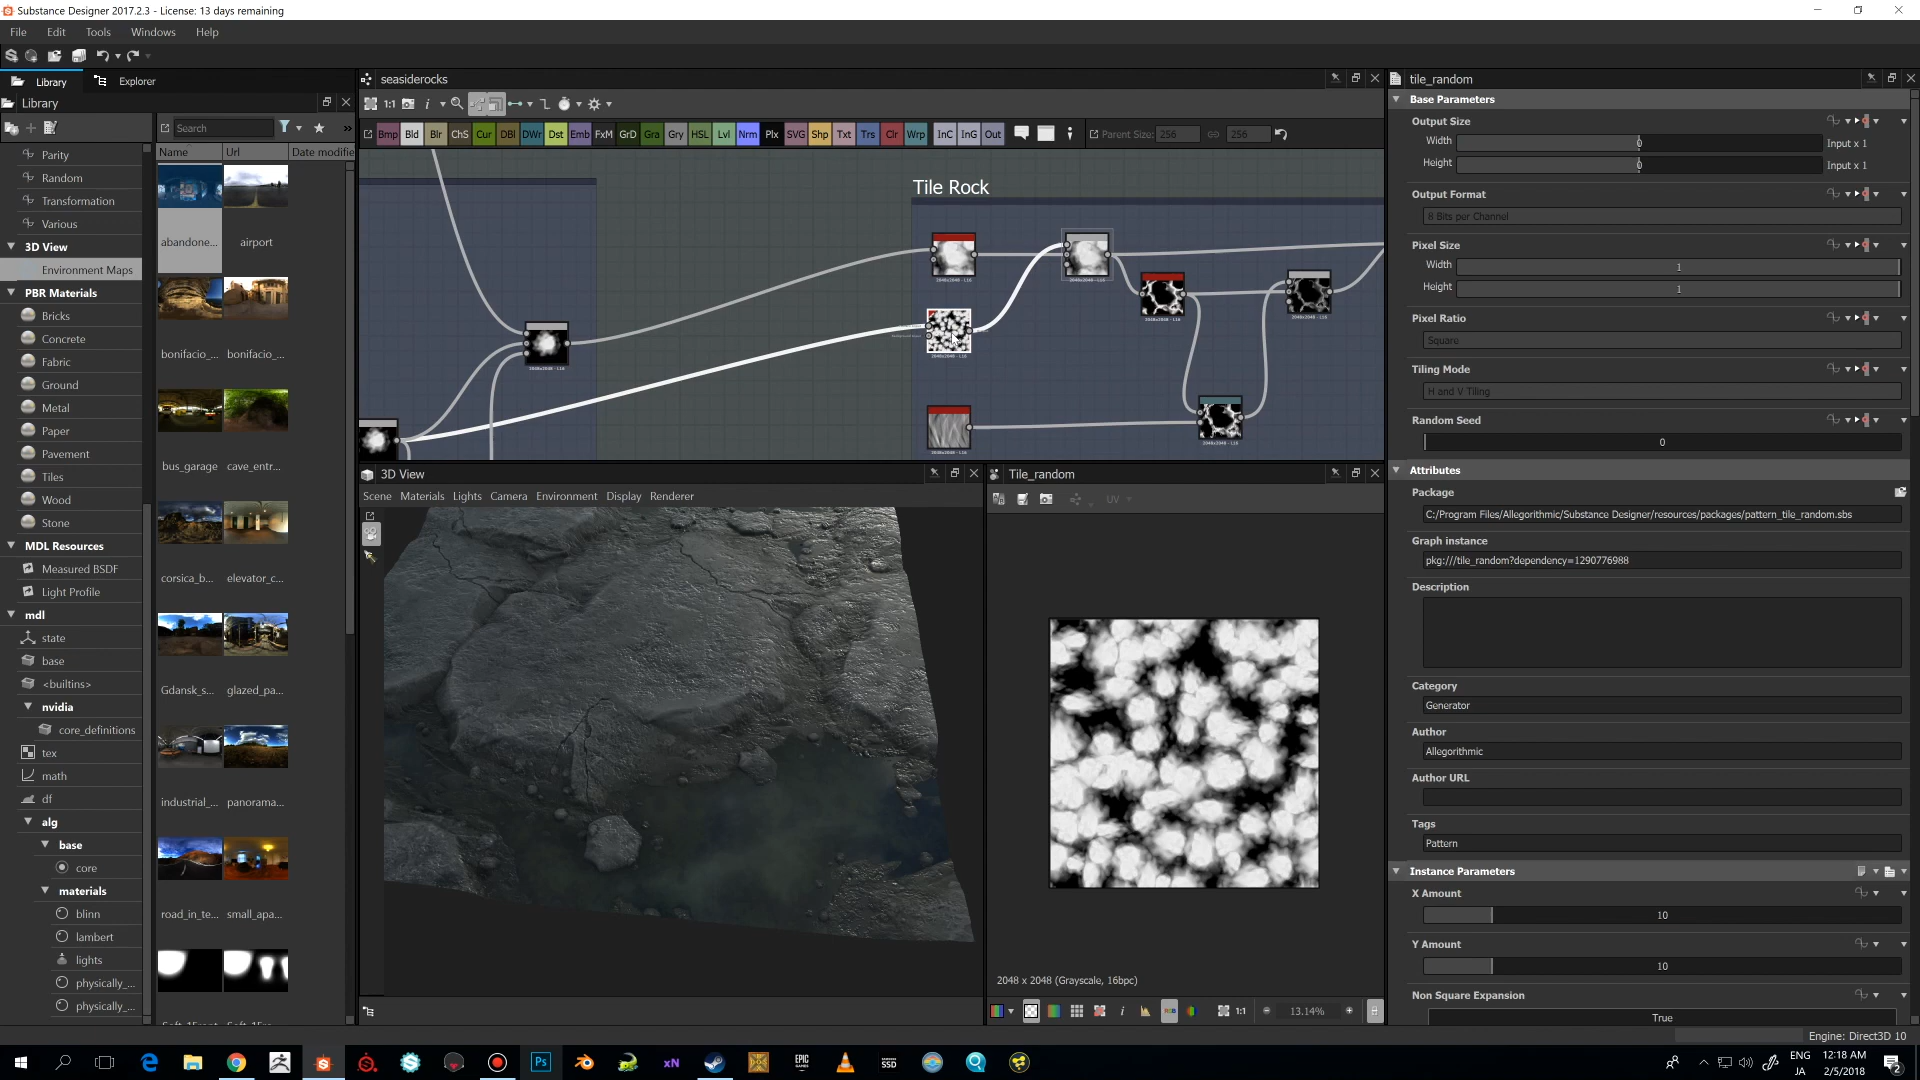 Substance Designer 2017.2.3 - License: 13 days remaining
File Edit Tools Windows Help
Library Explorer
Library
Search
Name Url Date modifie
Parity
Random
Transformation
Various
3D View
Environment Maps
PBR Materials
Bricks
Concrete
Fabric
Ground
Metal
Paper
Pavement
Tiles
Wood
Stone
MDL Resources
Measured BSDF
Light Profile
mdl
state
base
<builtins>
nvidia
core_definitions
tex
math
df
alg
base
core
materials
blinn
lambert
lights
physically_...
physically_...
abandone... airport
bonifacio_... bonifacio_...
bus_garage cave_entr...
corsica_b... elevator_c...
Gdansk_s... glazed_pa...
industrial_... panorama...
road_in_te... small_apa...
seasiderocks
1:1
Bmp Bld Blr ChS Cur DBl DWr Dst Emb FxM GrD Gra Gry HSL Lvl Nrm Plx SVG Shp Txt Trs Clr Wrp InC InG Out
Parent Size: 256 256
Tile Rock
3D View
Scene Materials Lights Camera Environment Display Renderer
Tile_random
UV
2048 x 2048 (Grayscale, 16bpc)
1:1 13.14%
tile_random
Base Parameters
Output Size
Width 0 Input x 1
Height 0 Input x 1
Output Format
8 Bits per Channel
Pixel Size
Width 1
Height 1
Pixel Ratio
Square
Tiling Mode
H and V Tiling
Random Seed
0
Attributes
Package
C:/Program Files/Allegorithmic/Substance Designer/resources/packages/pattern_tile_random.sbs
Graph instance
pkg:///tile_random?dependency=1290776988
Description
Category
Generator
Author
Allegorithmic
Author URL
Tags
Pattern
Instance Parameters
X Amount
10
Y Amount
10
Non Square Expansion
True
Engine: Direct3D 10
ENG
JA
12:18 AM
2/5/2018
2